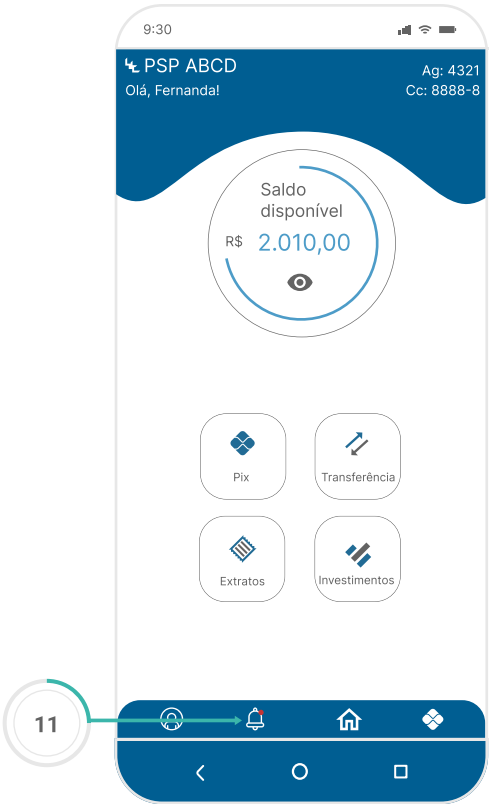 9:30
PSP ABCD
Ag: 4321
Olá, Fernanda!
Cc: 8888-8
Saldo
disponível
R$ 2.010,00
Pix
Transferência
Extratos
Investimentos
11